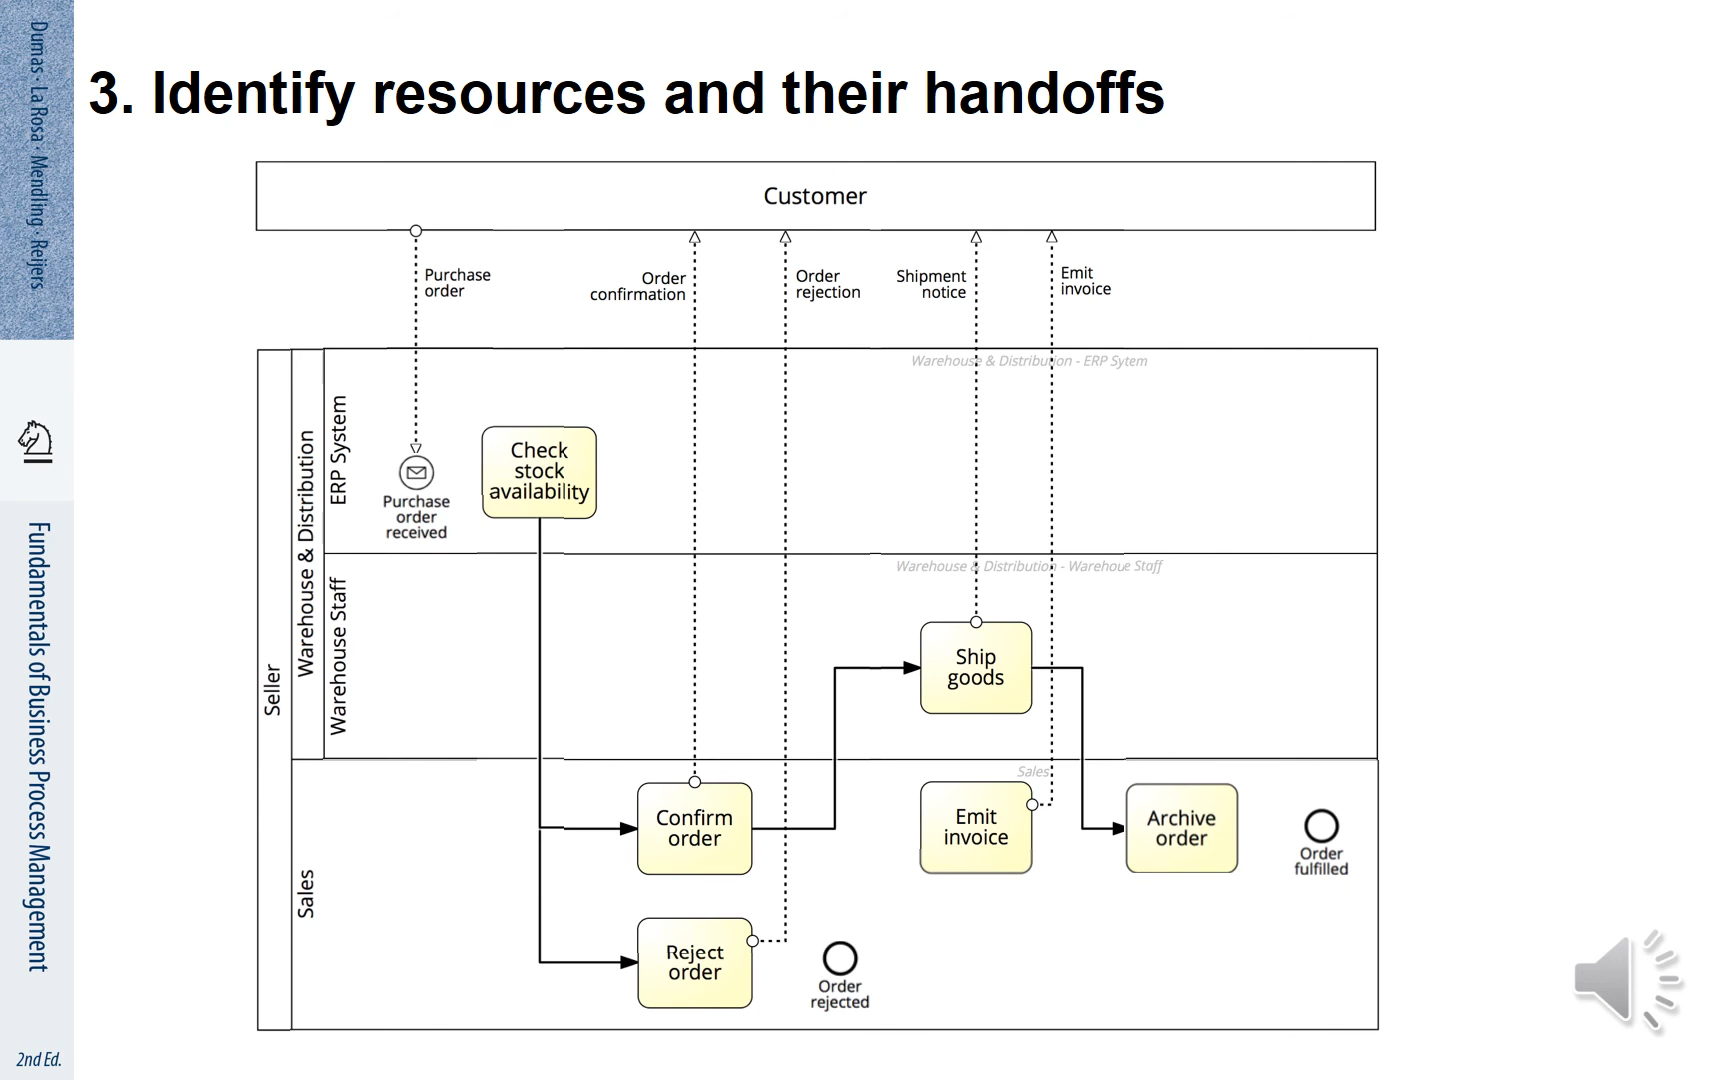 Dumas · La Rosa · Mendling · Reijers
Fundamentals of Business Process Management
2nd Ed.
3. Identify resources and their handoffs
Customer
Purchase
order
Order
confirmation
Order
rejection
Shipment
notice
Emit
invoice
Seller
Warehouse & Distribution
ERP System
Warehouse & Distribution - ERP Sytem
Purchase
order
received
Check
stock
availability
Warehouse Staff
Warehouse & Distribution - Warehoue Staff
Ship
goods
Sales
Sales
Confirm
order
Emit
invoice
Archive
order
Order
fulfilled
Reject
order
Order
rejected